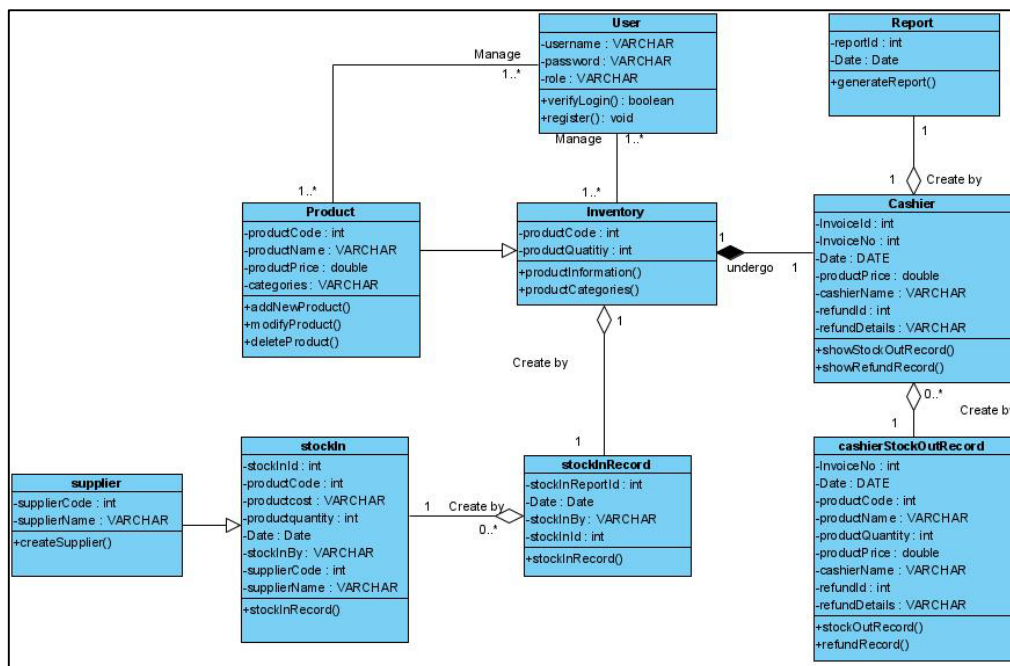 User
-username : VARCHAR
-password : VARCHAR
-role : VARCHAR
+verifyLogin() : boolean
+register() : void
Report
-reportId : int
-Date : Date
+generateReport()
Manage
1..*
Manage
1..*
1..*
1..*
1
1
Create by
Product
-productCode : int
-productName : VARCHAR
-productPrice : double
-categories : VARCHAR
+addNewProduct()
+modifyProduct()
+deleteProduct()
Inventory
-productCode : int
-productQuatitiy : int
+productInformation()
+productCategories()
1
undergo
1
Cashier
-InvoiceId : int
-InvoiceNo : int
-Date : DATE
-productPrice : double
-cashierName : VARCHAR
-refundId : int
-refundDetails : VARCHAR
+showStockOutRecord()
+showRefundRecord()
1
Create by
1
0..*
Create by
1
supplier
-supplierCode : int
-supplierName : VARCHAR
+createSupplier()
stockIn
-stockInId : int
-productCode : int
-productcost : VARCHAR
-productquantity : int
-Date : Date
-stockInBy : VARCHAR
-supplierCode : int
-supplierName : VARCHAR
+stockInRecord()
1
Create by
0..*
stockInRecord
-stockInReportId : int
-Date : Date
-stockInBy : VARCHAR
-stockInId : int
+stockInRecord()
cashierStockOutRecord
-InvoiceNo : int
-Date : DATE
-productCode : int
-productName : VARCHAR
-productQuantity : int
-productPrice : double
-cashierName : VARCHAR
-refundId : int
-refundDetails : VARCHAR
+stockOutRecord()
+refundRecord()